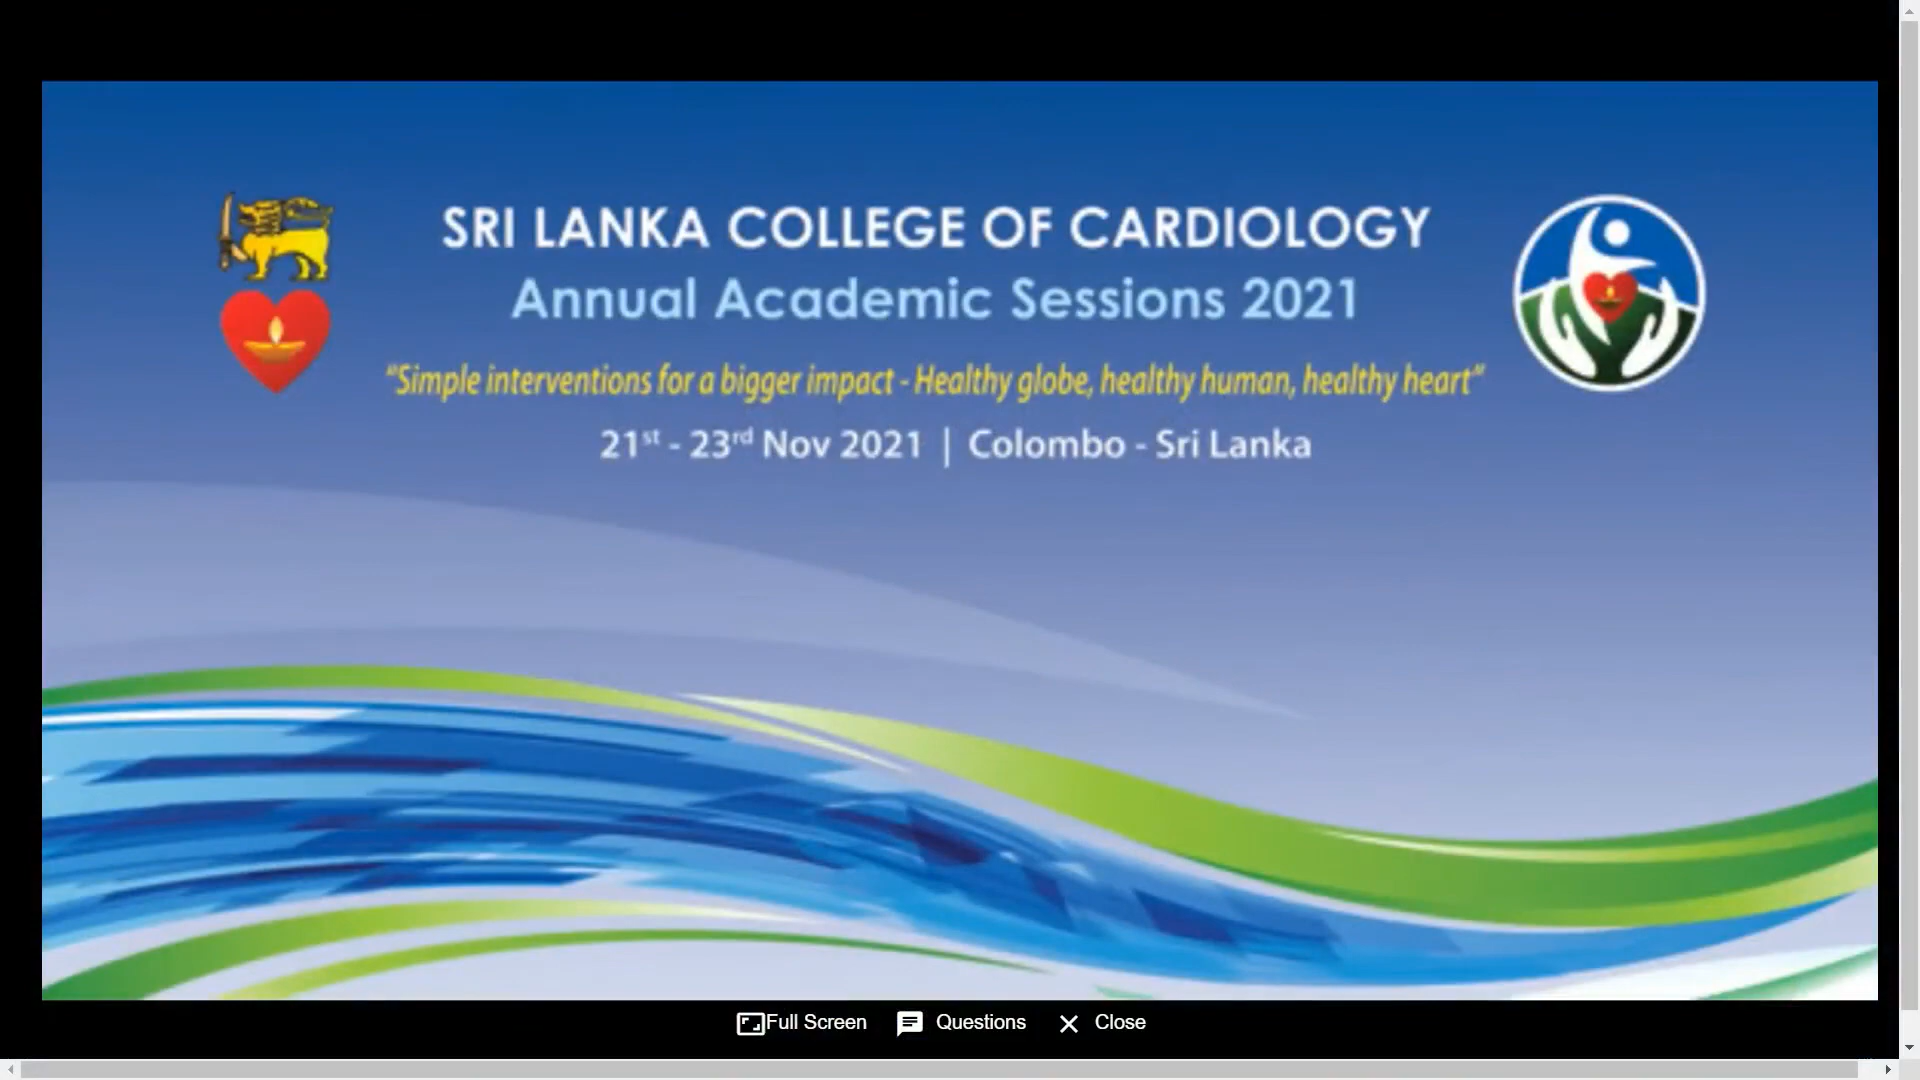 SRI LANKA COLLEGE OF CARDIOLOGY
Annual Academic Sessions 2021
"Simple interventions for a bigger impact - Healthy globe, healthy human, healthy heart"
21st - 23rd Nov 2021 | Colombo - Sri Lanka
Full Screen Questions Close